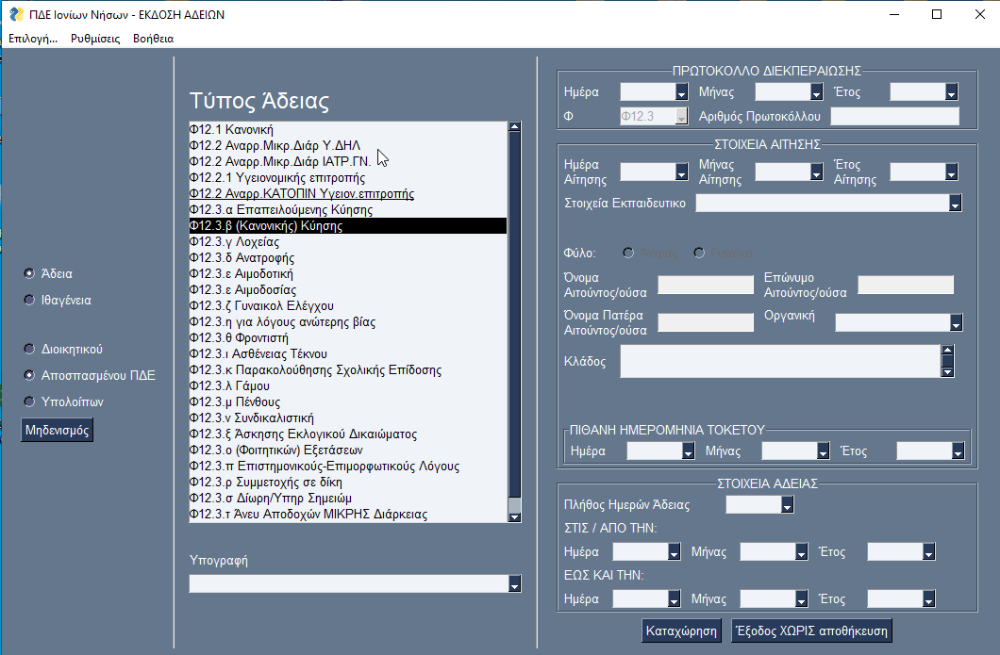 ΠΔΕ Ιονίων Νήσων - ΕΚΔΟΣΗ ΑΔΕΙΩΝ
Επιλογή... Ρυθμίσεις Βοήθεια
Άδεια
Ιθαγένεια
Διοικητικού
Αποσπασμένου ΠΔΕ
Υπολοίπων
Μηδενισμός
Τύπος Άδειας
Φ12.1 Κανονική
Φ12.2 Αναρρ.Μικρ.Διάρ Υ.ΔΗΛ
Φ12.2 Αναρρ.Μικρ.Διάρ ΙΑΤΡ.ΓΝ.
Φ12.2.1 Υγειονομικής επιτροπής
Φ12.2 Αναρρ.ΚΑΤΟΠΙΝ Υγειον.επιτροπής
Φ12.3.α Επαπειλούμενης Κύησης
Φ12.3.β (Κανονικής) Κύησης
Φ12.3.γ Λοχείας
Φ12.3.δ Ανατροφής
Φ12.3.ε Αιμοδοτική
Φ12.3.ε Αιμοδοσίας
Φ12.3.ζ Γυναικολ Ελέγχου
Φ12.3.η για λόγους ανώτερης βίας
Φ12.3.θ Φροντιστή
Φ12.3.ι Ασθένειας Τέκνου
Φ12.3.κ Παρακολούθησης Σχολικής Επίδοσης
Φ12.3.λ Γάμου
Φ12.3.μ Πένθους
Φ12.3.ν Συνδικαλιστική
Φ12.3.ξ Άσκησης Εκλογικού Δικαιώματος
Φ12.3.ο (Φοιτητικών) Εξετάσεων
Φ12.3.π Επιστημονικούς-Επιμορφωτικούς Λόγους
Φ12.3.ρ Συμμετοχής σε δίκη
Φ12.3.σ Δίωρη/Υπηρ Σημειώμ
Φ12.3.τ Άνευ Αποδοχών ΜΙΚΡΗΣ Διάρκειας
Υπογραφή
ΠΡΩΤΟΚΟΛΛΟ ΔΙΕΚΠΕΡΑΙΩΣΗΣ
Ημέρα Μήνας Έτος
Φ Φ12.3 Αριθμός Πρωτοκόλλου
ΣΤΟΙΧΕΙΑ ΑΙΤΗΣΗΣ
Ημέρα Μήνας Έτος
Αίτησης Αίτησης Αίτησης
Στοιχεία Εκπαιδευτικο
Φύλο: Άντρας Γυναίκα
Όνομα Επώνυμο
Αιτούντος/ούσα Αιτούντος/ούσα
Όνομα Πατέρα Οργανική
Αιτούντος/ούσα
Κλάδος
ΠΙΘΑΝΗ ΗΜΕΡΟΜΗΝΙΑ ΤΟΚΕΤΟΥ
Ημέρα Μήνας Έτος
ΣΤΟΙΧΕΙΑ ΑΔΕΙΑΣ
Πλήθος Ημερών Άδειας
ΣΤΙΣ / ΑΠΟ ΤΗΝ:
Ημέρα Μήνας Έτος
ΕΩΣ ΚΑΙ ΤΗΝ:
Ημέρα Μήνας Έτος
Καταχώρηση Έξοδος ΧΩΡΙΣ αποθήκευση